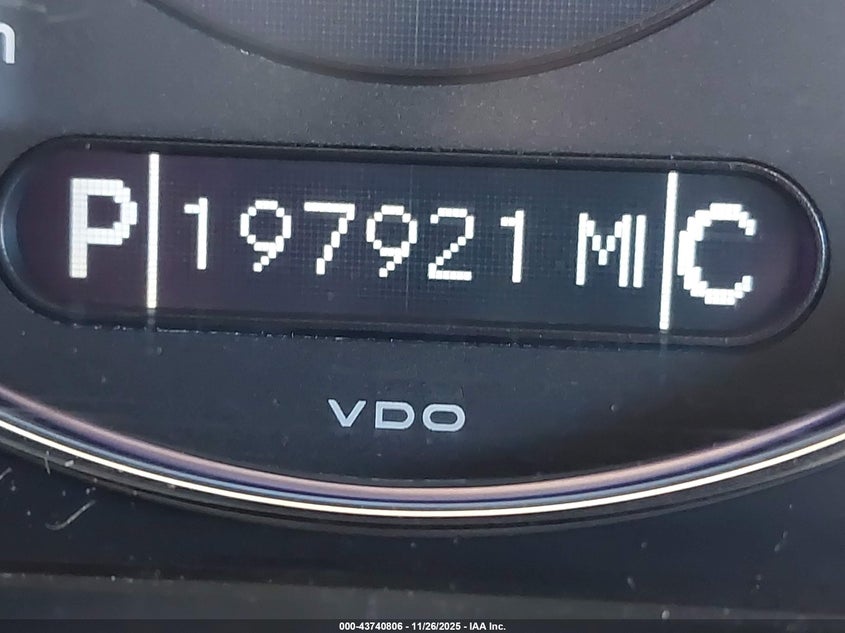 P 197921 MI C
VDO
000-43740806 - 11/26/2025 - IAA Inc.